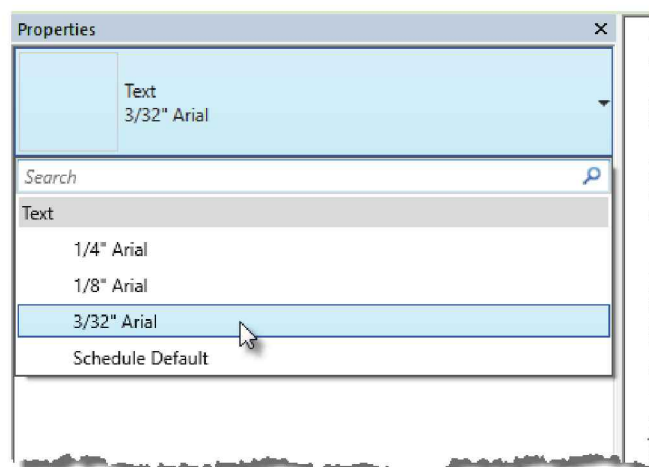 Properties
Text
3/32" Arial
Search
Text
1/4" Arial
1/8" Arial
3/32" Arial
Schedule Default